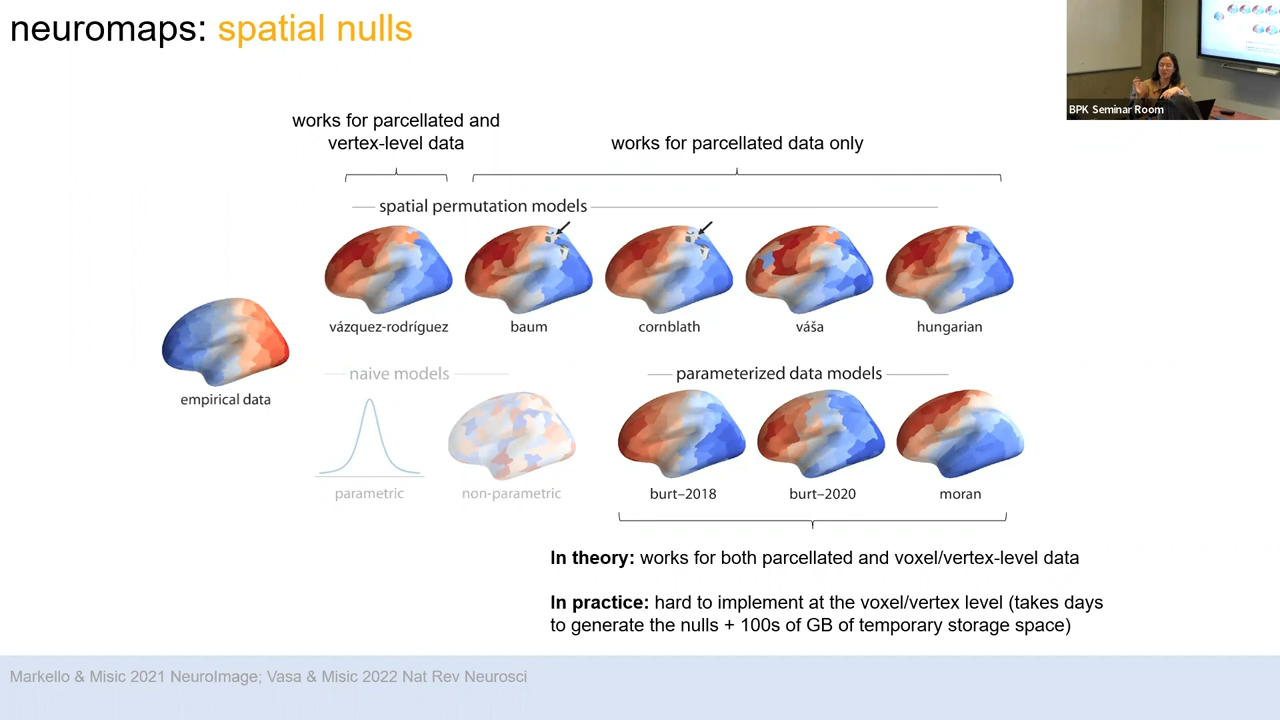 neuromaps: spatial nulls
BPK Seminar Room
works for parcellated and
vertex-level data
works for parcellated data only
spatial permutation models
vázquez-rodríguez
baum
cornblath
váša
hungarian
empirical data
naive models
parameterized data models
parametric
non-parametric
burt–2018
burt–2020
moran
In theory: works for both parcellated and voxel/vertex-level data
In practice: hard to implement at the voxel/vertex level (takes days
to generate the nulls + 100s of GB of temporary storage space)
Markello & Misic 2021 NeuroImage; Vasa & Misic 2022 Nat Rev Neurosci